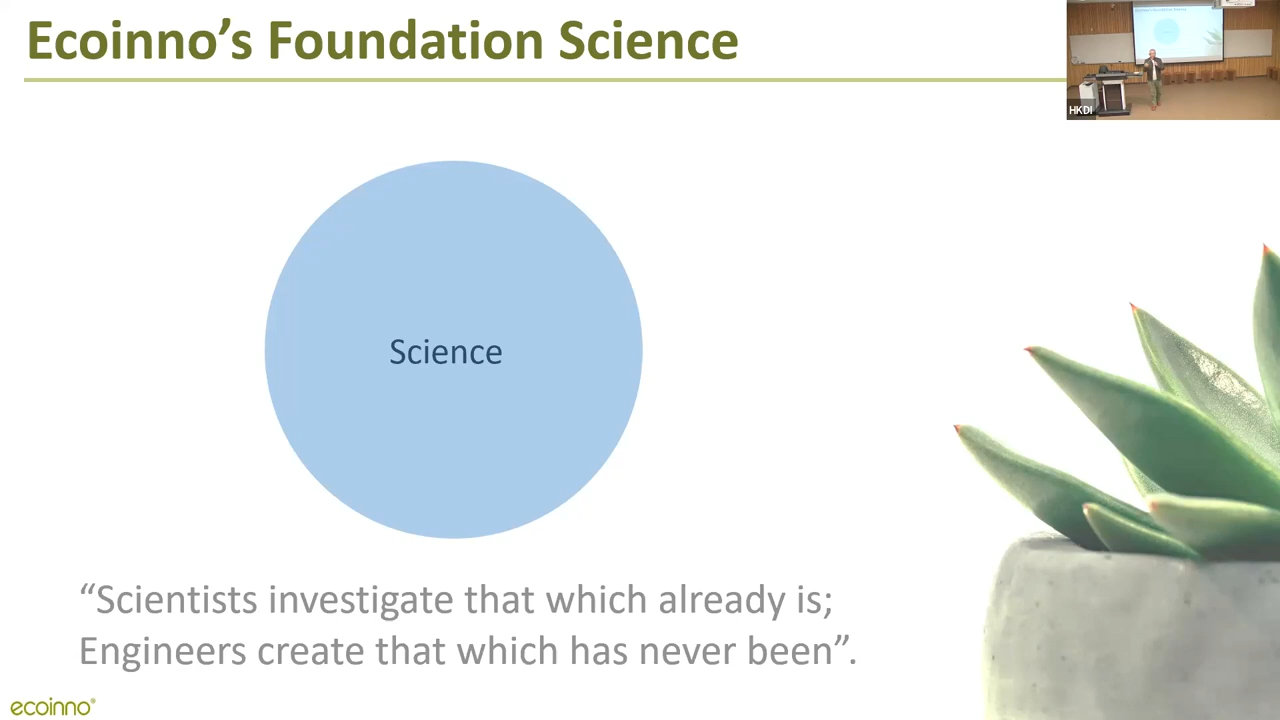 Ecoinno’s Foundation Science
HKDI
Science
“Scientists investigate that which already is;
Engineers create that which has never been”.
ecoinno®